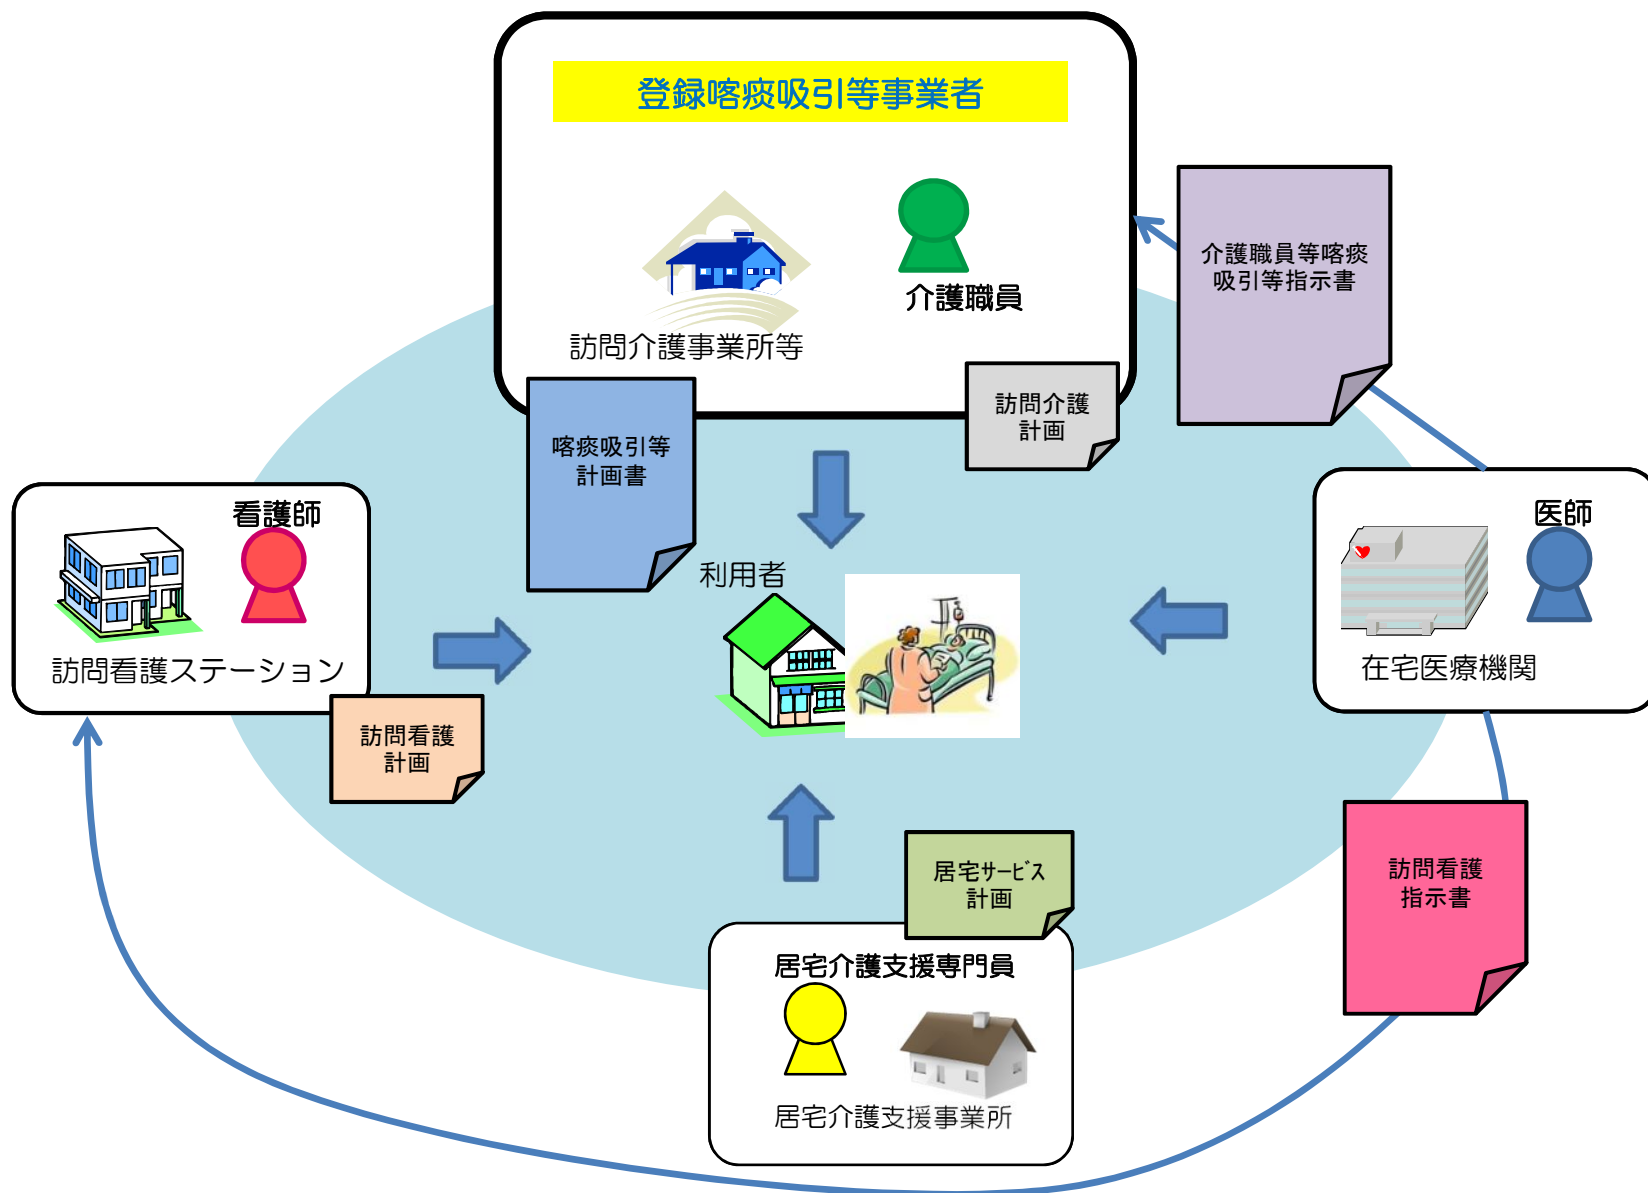 登録喀痰吸引等事業者
介護職員
訪問介護事業所等
介護職員等喀痰
吸引等指示書
訪問介護
計画
喀痰吸引等
計画書
看護師
訪問看護ステーション
訪問看護
計画
利用者
医師
在宅医療機関
居宅サービス
計画
訪問看護
指示書
居宅介護支援専門員
居宅介護支援事業所